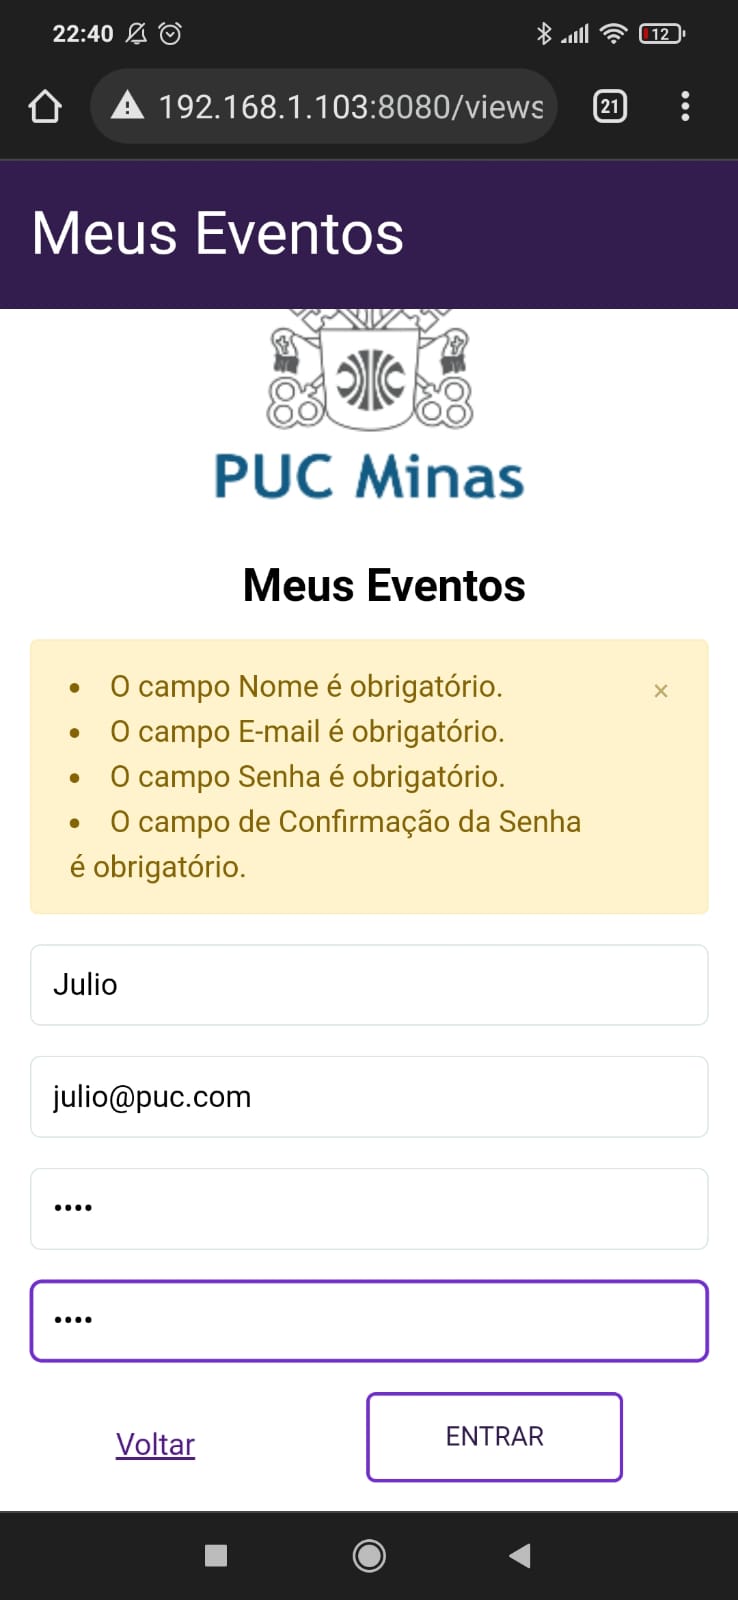 22:40
12
192.168.1.103:8080/views
21
Meus Eventos
PUC Minas
Meus Eventos
• O campo Nome é obrigatório.
×
• O campo E-mail é obrigatório.
• O campo Senha é obrigatório.
• O campo de Confirmação da Senha
é obrigatório.
Julio
julio@puc.com
••••
••••
Voltar
ENTRAR